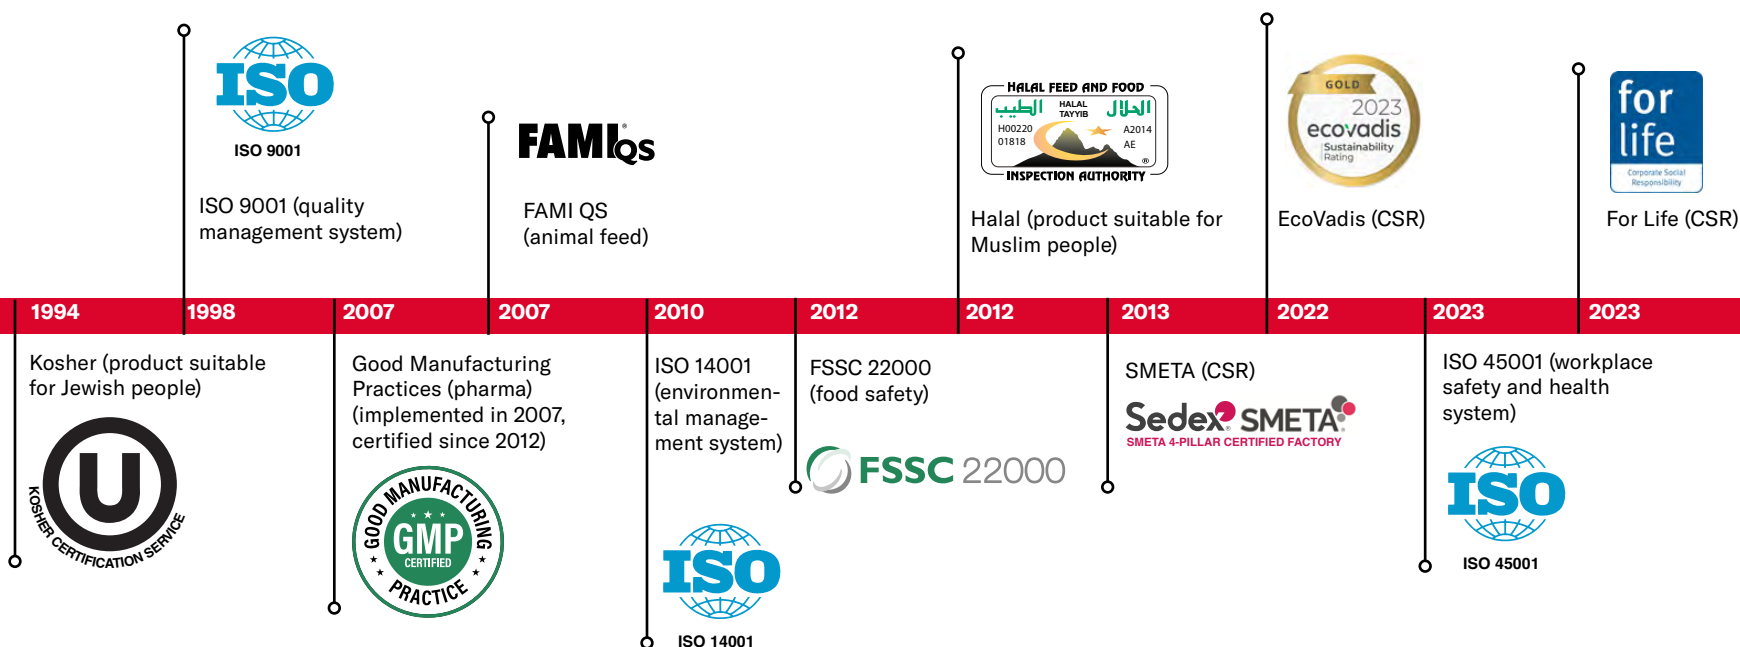 ISO
ISO 9001
ISO 9001 (quality
management system)
FAMI QS
FAMI QS
(animal feed)
HALAL FEED AND FOOD
الطيب
HALAL
TAYYIB
الحلال
H00220
01818
A2014
AE
®
INSPECTION AUTHORITY
Halal (product suitable for
Muslim people)
GOLD
2023
ecovadis
Sustainability
Rating
EcoVadis (CSR)
for
life
Corporate Social
Responsibility
For Life (CSR)
1994
1998
2007
2007
2010
2012
2012
2013
2022
2023
2023
Kosher (product suitable
for Jewish people)
U
KOSHER CERTIFICATION SERVICE
Good Manufacturing
Practices (pharma)
(implemented in 2007,
certified since 2012)
GOOD MANUFACTURING
GMP
CERTIFIED
PRACTICE
ISO 14001
(environmen-
tal manage-
ment system)
ISO
ISO 14001
FSSC 22000
(food safety)
FSSC 22000
SMETA (CSR)
Sedex SMETA
SMETA 4-PILLAR CERTIFIED FACTORY
ISO 45001 (workplace
safety and health
system)
ISO
ISO 45001